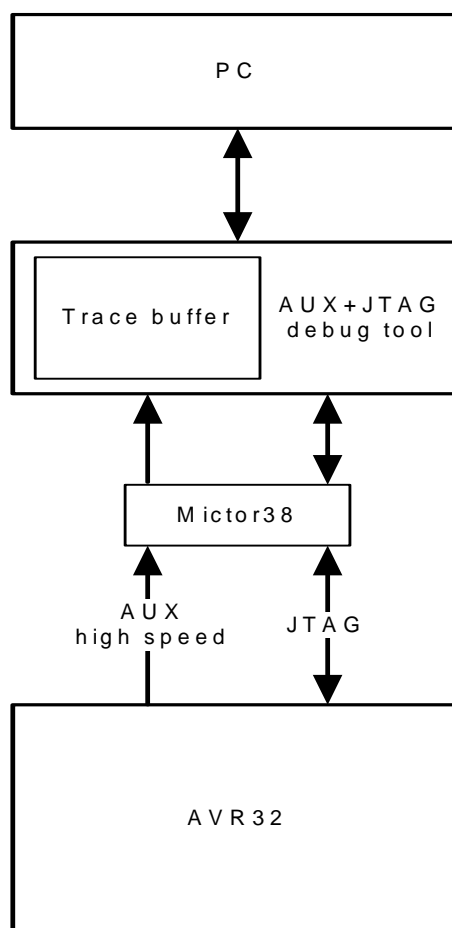 PC
Trace buffer
AUX+JTAG
debug tool
Mictor38
AUX
high speed
JTAG
AVR32